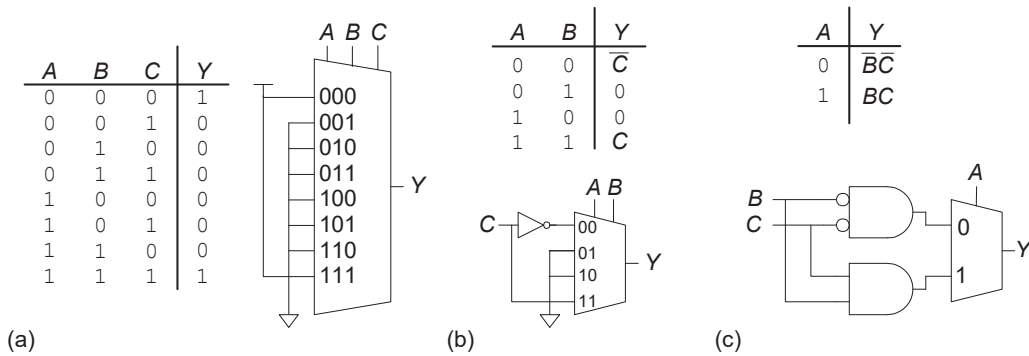 A B C Y
0 0 0 1
0 0 1 0
0 1 0 0
0 1 1 0
1 0 0 0
1 0 1 0
1 1 0 0
1 1 1 1
A B C
000
001
010
011
100
101
110
111
Y
(a)
A B Y
0 0 C̅
0 1 0
1 0 0
1 1 C
A B
C
00
01
10
11
Y
(b)
A Y
0 B̅C̅
1 BC
A
B
C
0
1
Y
(c)